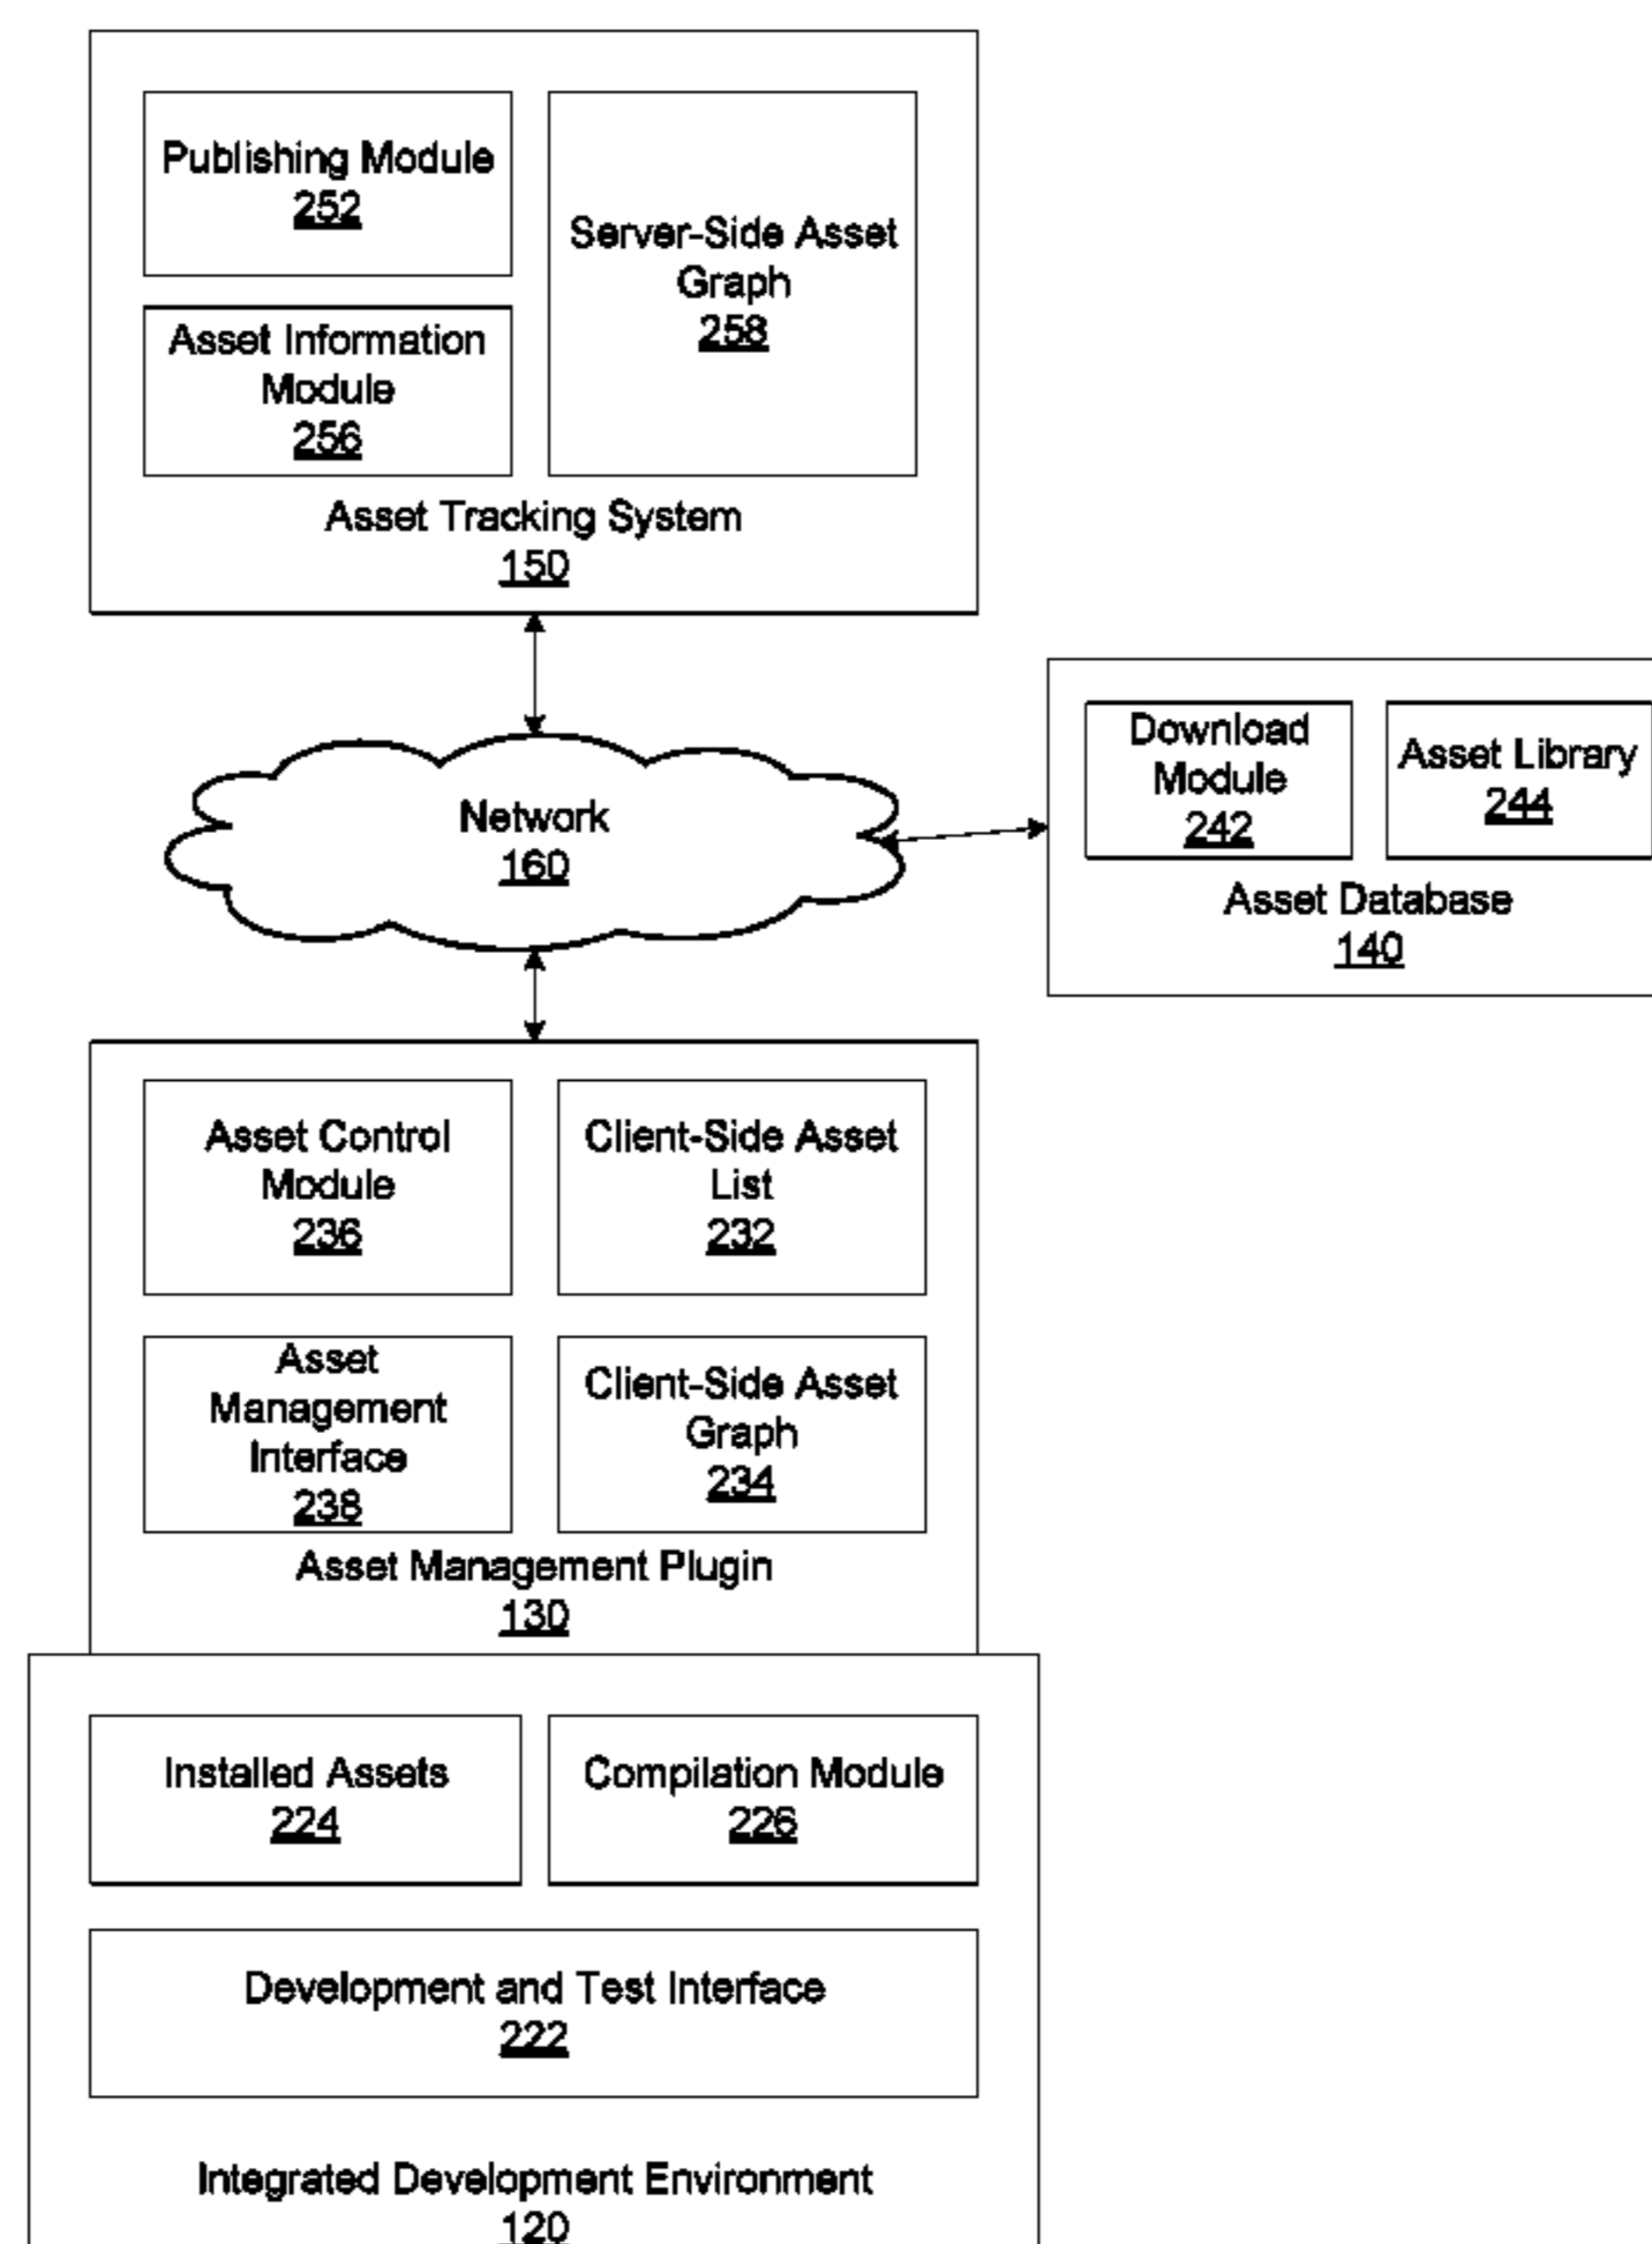 Publishing Module
252
Asset Information
Module
256
Server-Side Asset
Graph
258
Asset Tracking System
150
Network
160
Download
Module
242
Asset Library
244
Asset Database
140
Asset Control
Module
236
Client-Side Asset
List
232
Asset
Management
Interface
238
Client-Side Asset
Graph
234
Asset Management Plugin
130
Installed Assets
224
Compilation Module
226
Development and Test Interface
222
Integrated Development Environment
120